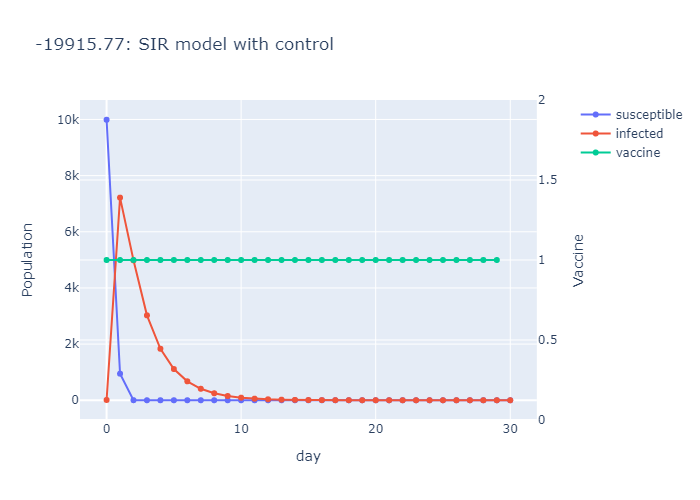 -19915.77: SIR model with control
susceptible
infected
vaccine
Population
10k
8k
6k
4k
2k
0
Vaccine
2
1.5
1
0.5
0
0
10
20
30
day